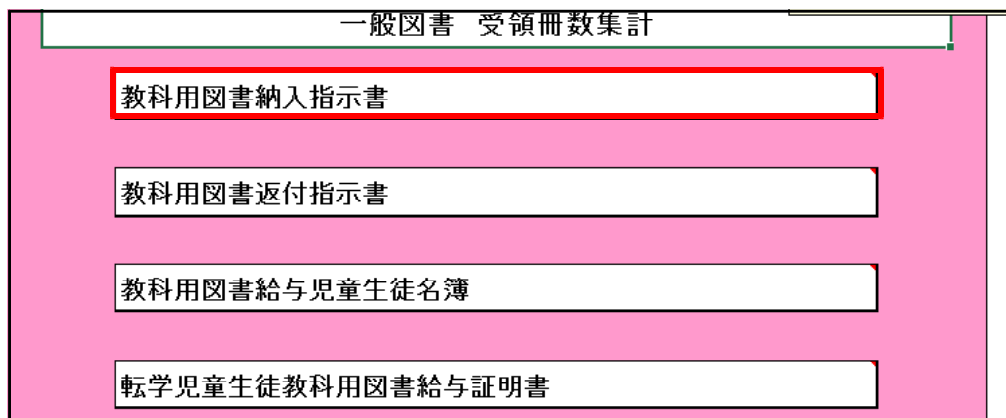 一般図書 受領冊数集計
教科用図書納入指示書
教科用図書返付指示書
教科用図書給与児童生徒名簿
転学児童生徒教科用図書給与証明書